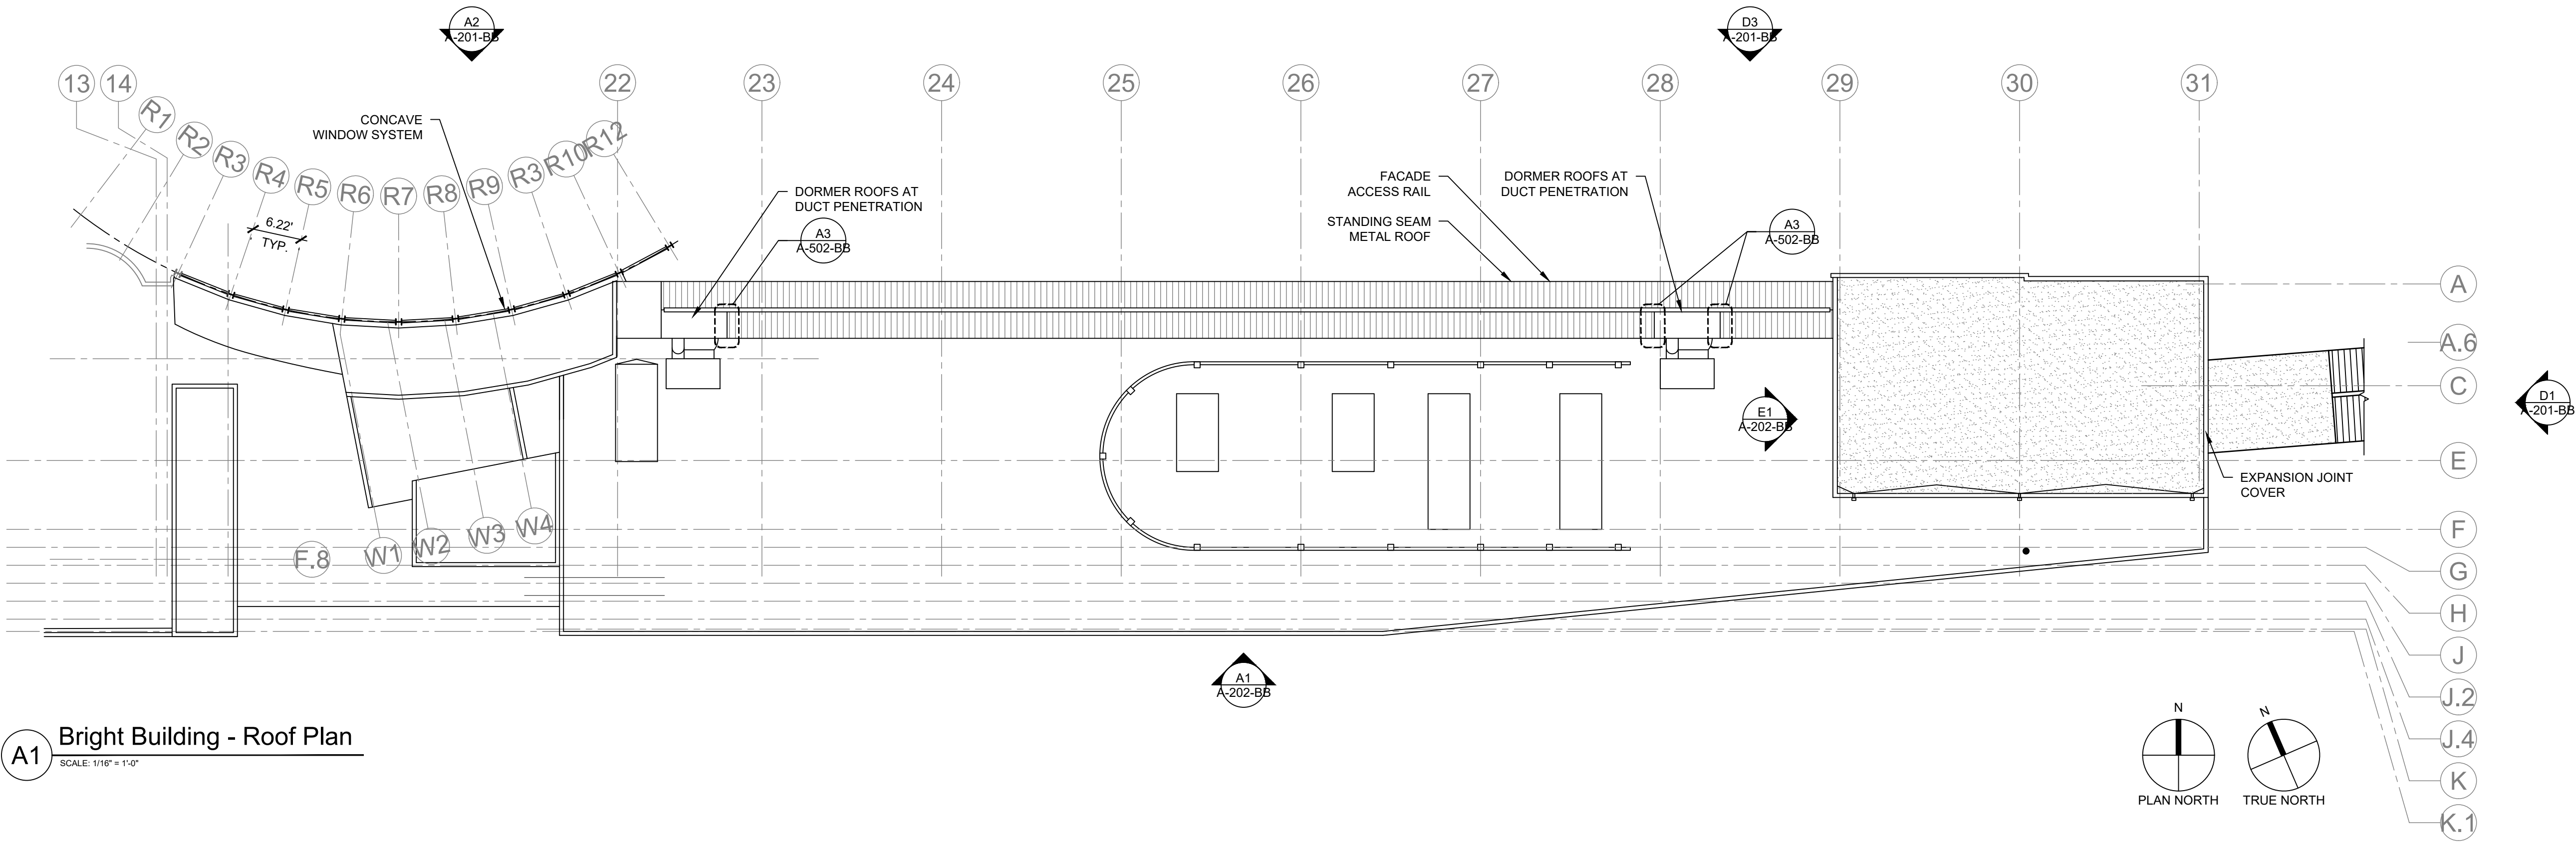 A2
A-201-BB
D3
A-201-BB
13
14
22
23
24
25
26
27
28
29
30
31
R1
R2
R3
R4
R5
R6
R7
R8
R9
R3
R10
R12
CONCAVE
WINDOW SYSTEM
6.22'
TYP.
DORMER ROOFS AT
DUCT PENETRATION
A3
A-502-BB
FACADE
ACCESS RAIL
STANDING SEAM
METAL ROOF
DORMER ROOFS AT
DUCT PENETRATION
A3
A-502-BB
A
A.6
C
E
F
G
H
J
J.2
J.4
K
K.1
E1
A-202-BB
D1
A-201-BB
EXPANSION JOINT
COVER
F.8
W1
W2
W3
W4
A1
A-202-BB
A1
Bright Building - Roof Plan
SCALE: 1/16" = 1'-0"
N
PLAN NORTH
N
TRUE NORTH